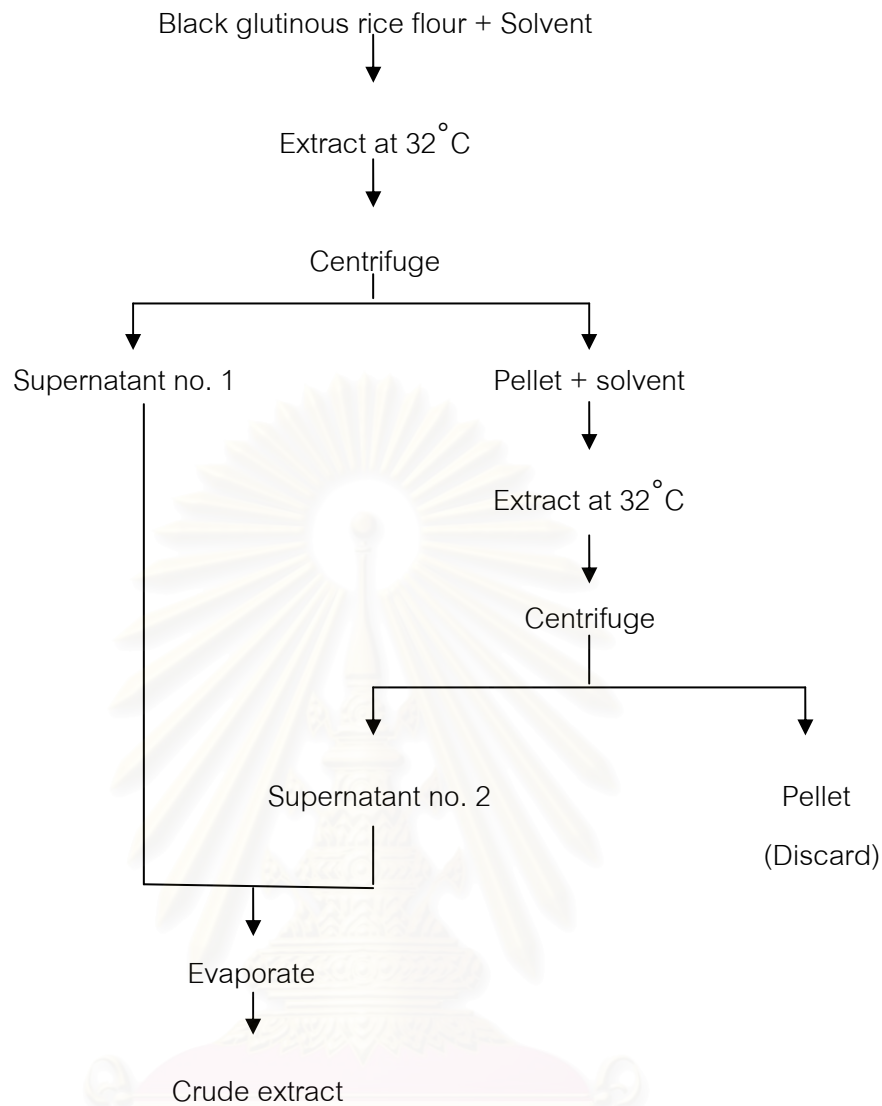 Black glutinous rice flour + Solvent
Extract at 32°C
Centrifuge
Supernatant no. 1
Pellet + solvent
Extract at 32°C
Centrifuge
Supernatant no. 2
Pellet
(Discard)
Evaporate
Crude extract